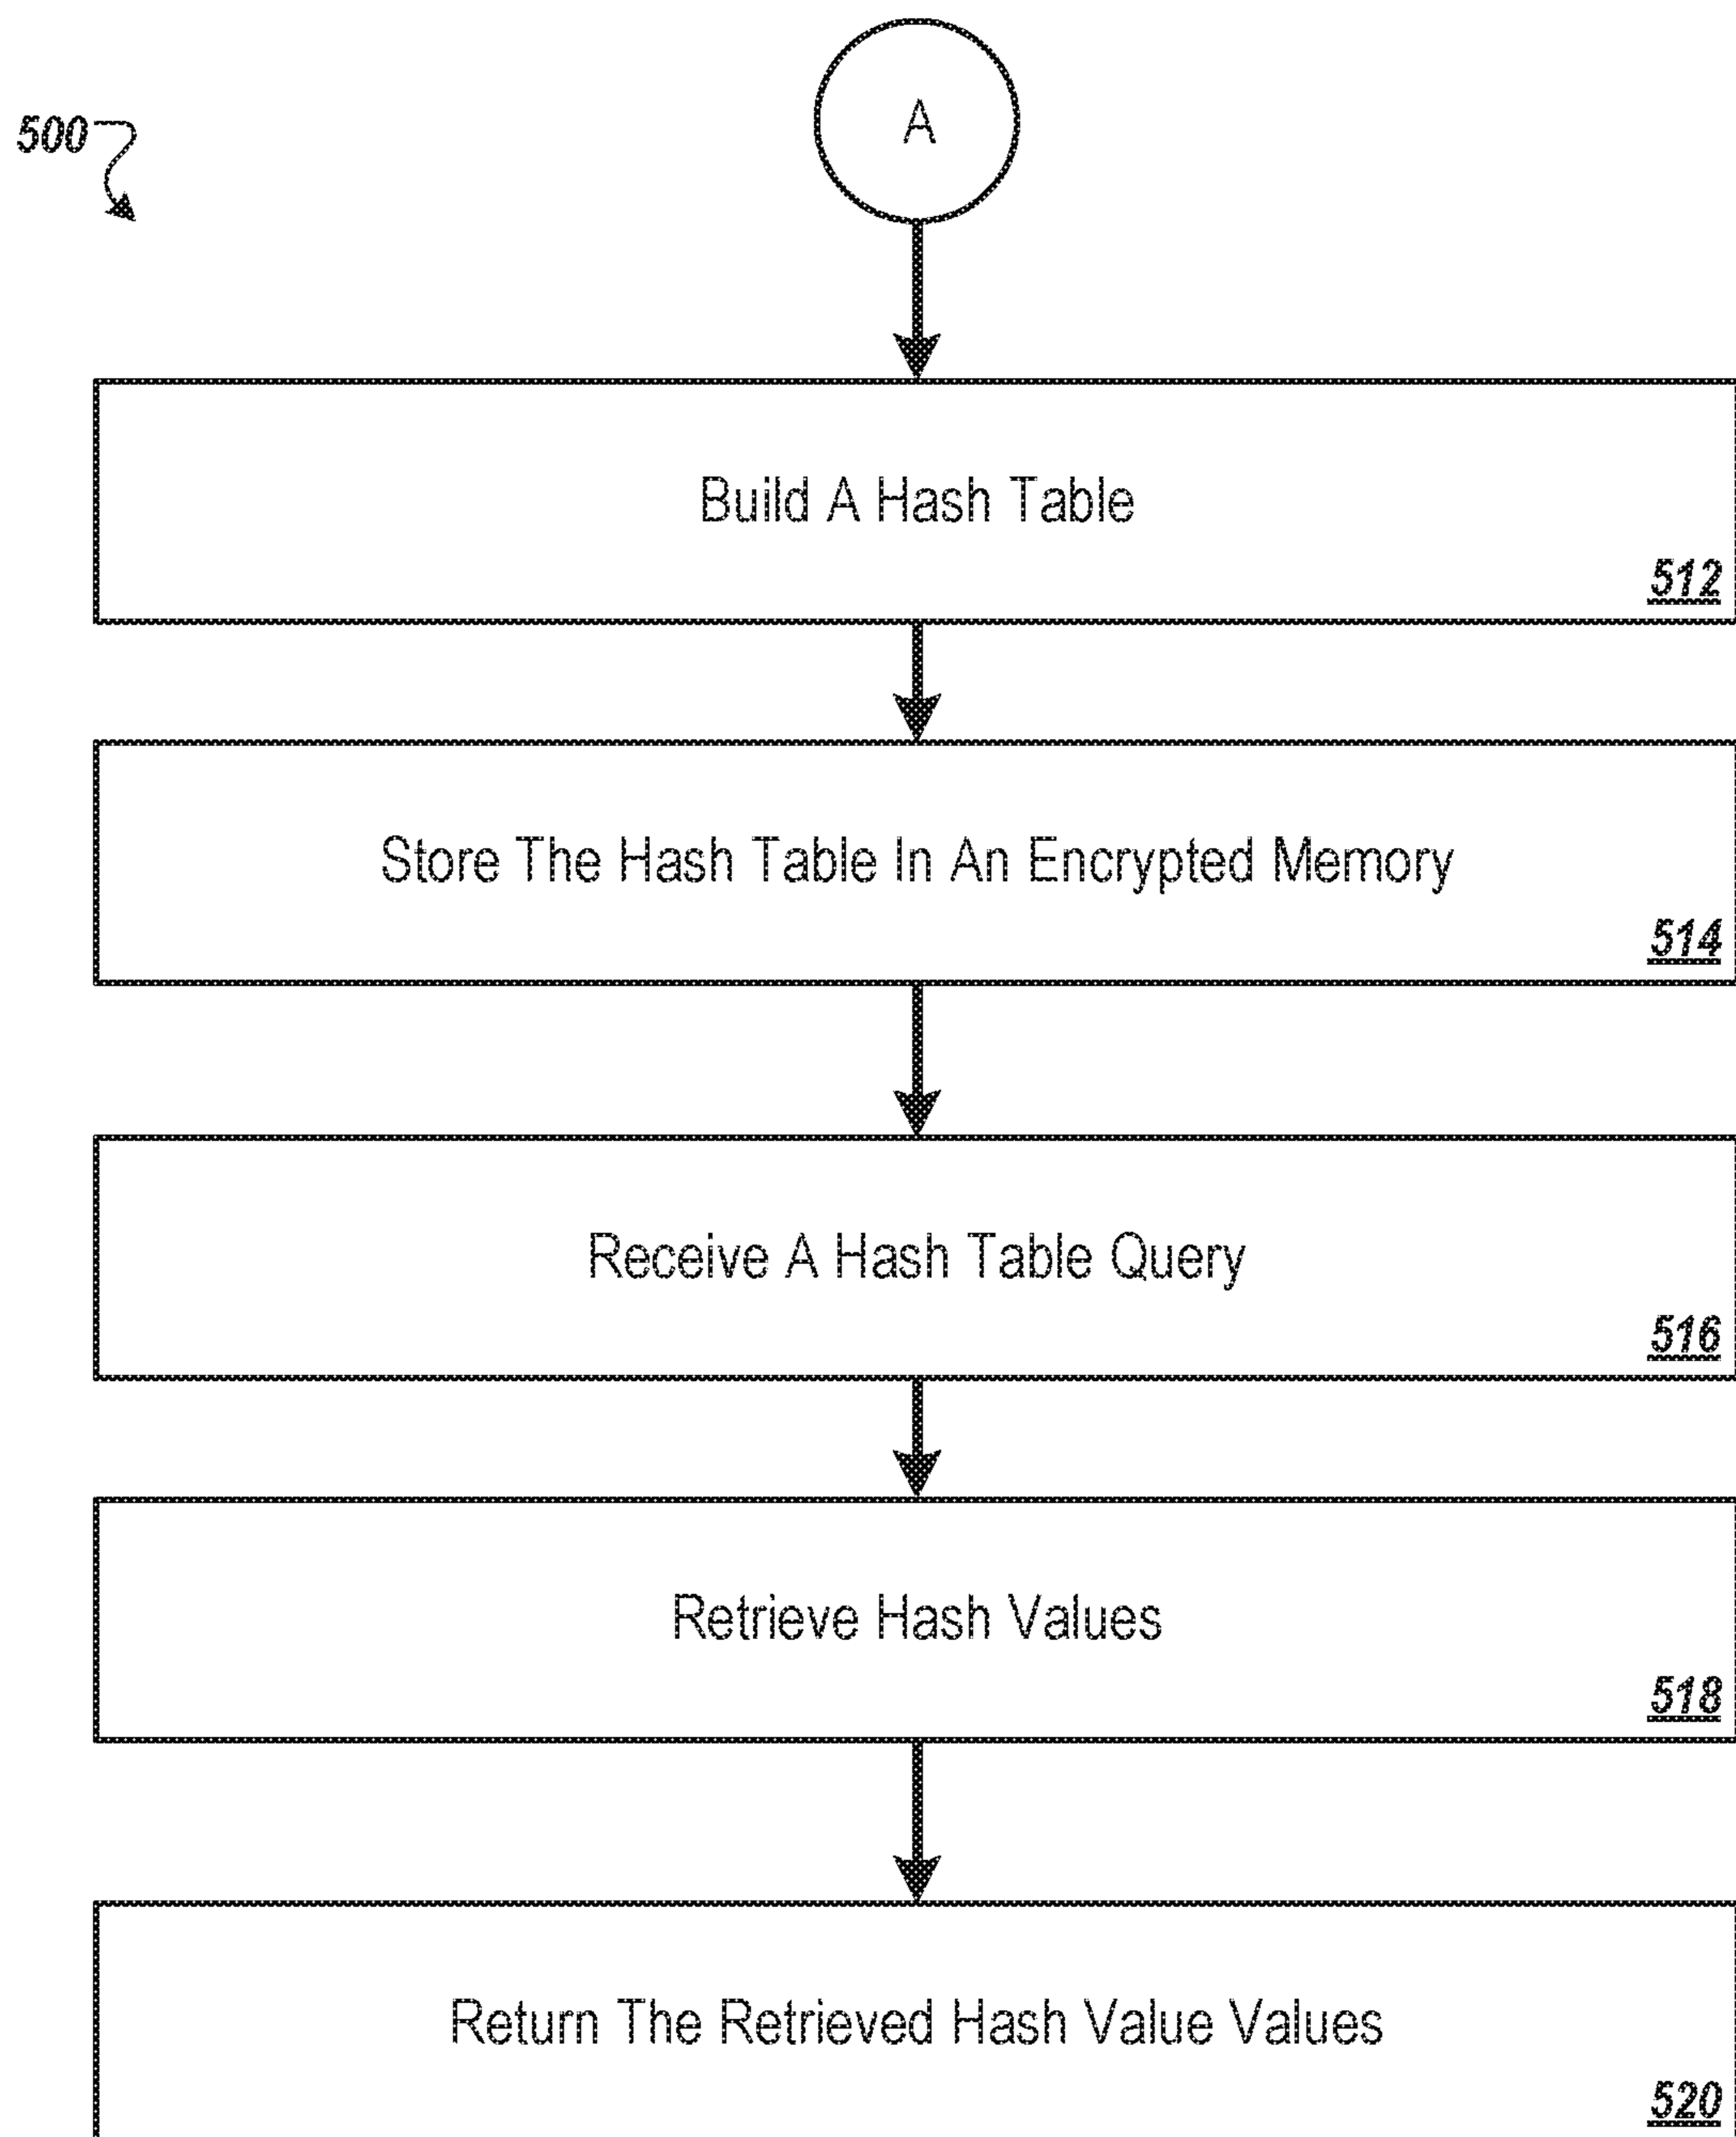 A
500
Build A Hash Table
512
Store The Hash Table In An Encrypted Memory
514
Receive A Hash Table Query
516
Retrieve Hash Values
518
Return The Retrieved Hash Value Values
520